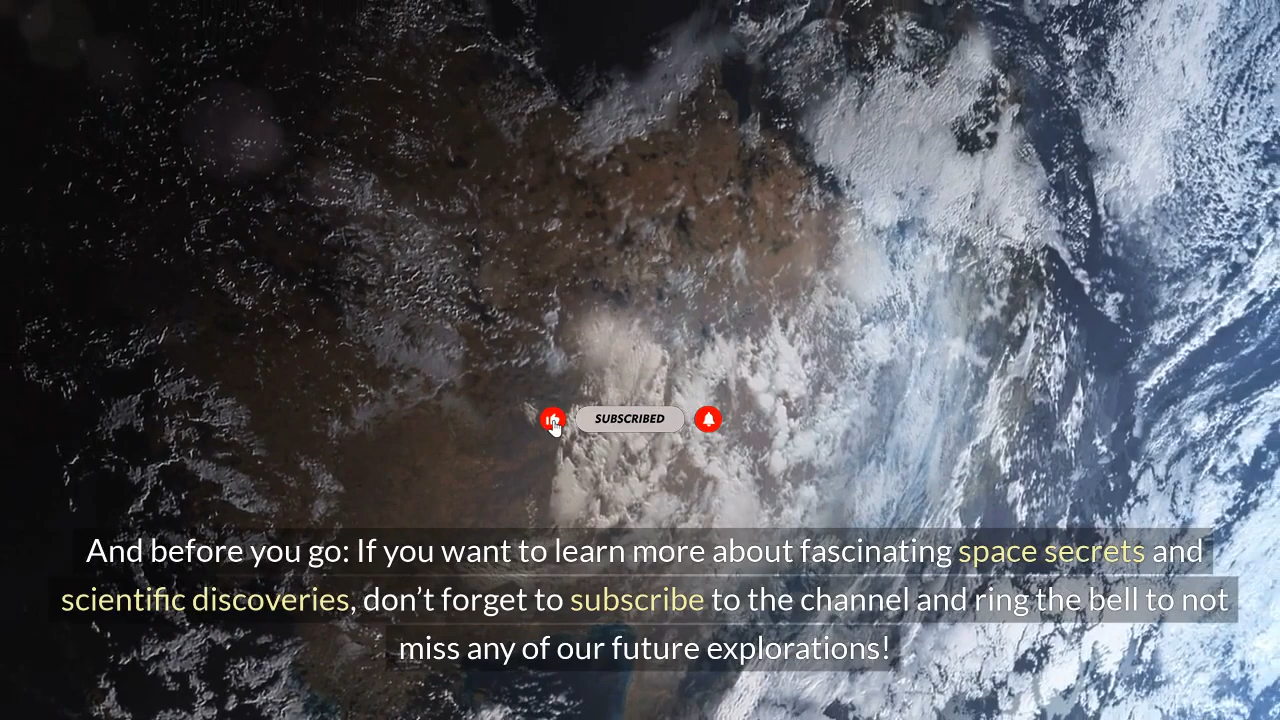 SUBSCRIBED
And before you go: If you want to learn more about fascinating space secrets and
scientific discoveries, don’t forget to subscribe to the channel and ring the bell to not
miss any of our future explorations!